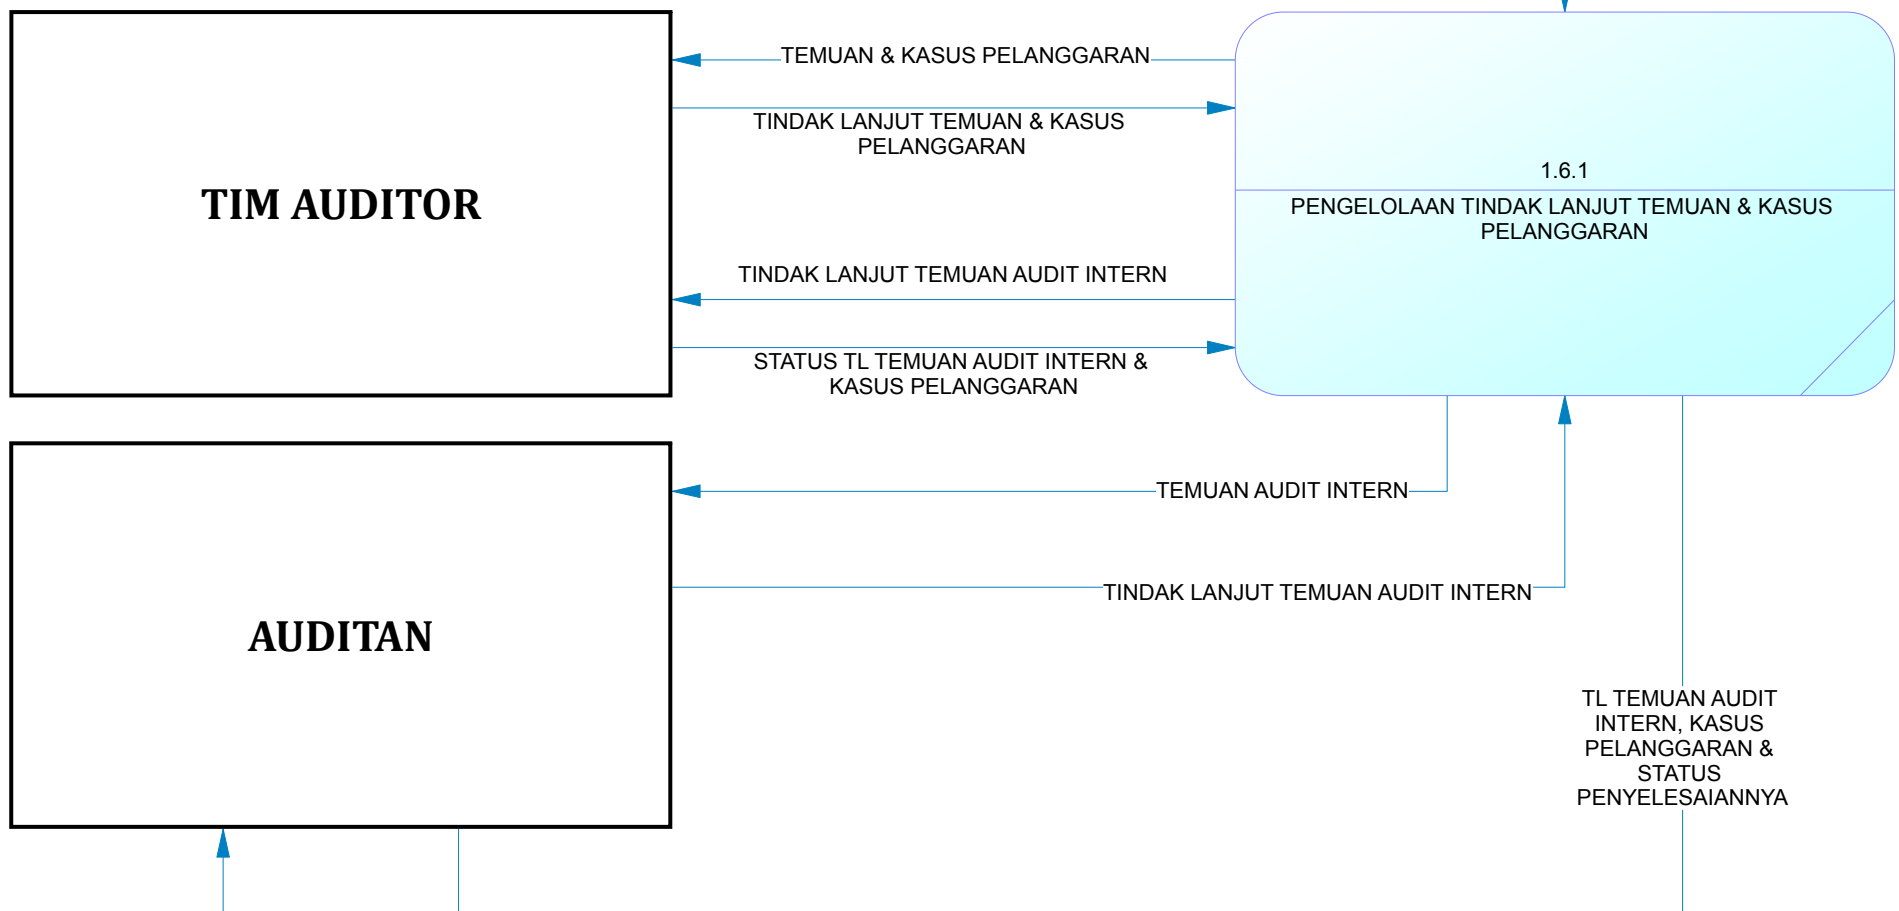 TEMUAN & KASUS PELANGGARAN
TINDAK LANJUT TEMUAN & KASUS
PELANGGARAN
TIM AUDITOR
1.6.1
PENGELOLAAN TINDAK LANJUT TEMUAN & KASUS
PELANGGARAN
TINDAK LANJUT TEMUAN AUDIT INTERN
STATUS TL TEMUAN AUDIT INTERN &
KASUS PELANGGARAN
TEMUAN AUDIT INTERN
TINDAK LANJUT TEMUAN AUDIT INTERN
AUDITAN
TL TEMUAN AUDIT
INTERN, KASUS
PELANGGARAN &
STATUS
PENYELESAIANNYA